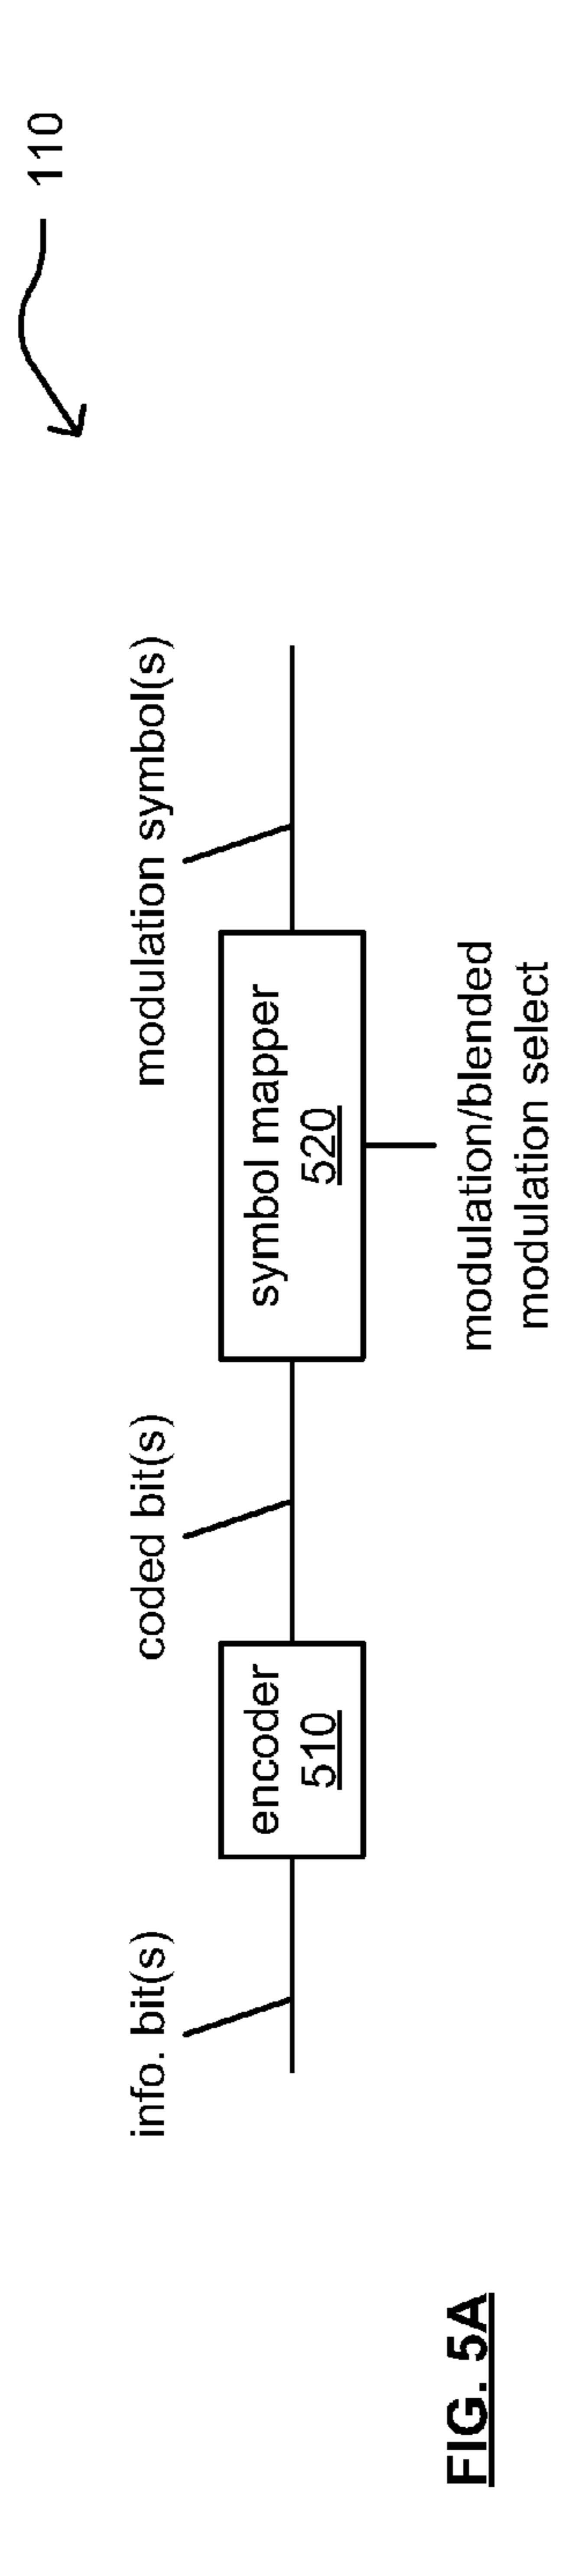 110
info. bit(s)
coded bit(s)
modulation symbol(s)
encoder
510
symbol mapper
520
modulation/blended
modulation select
FIG. 5A